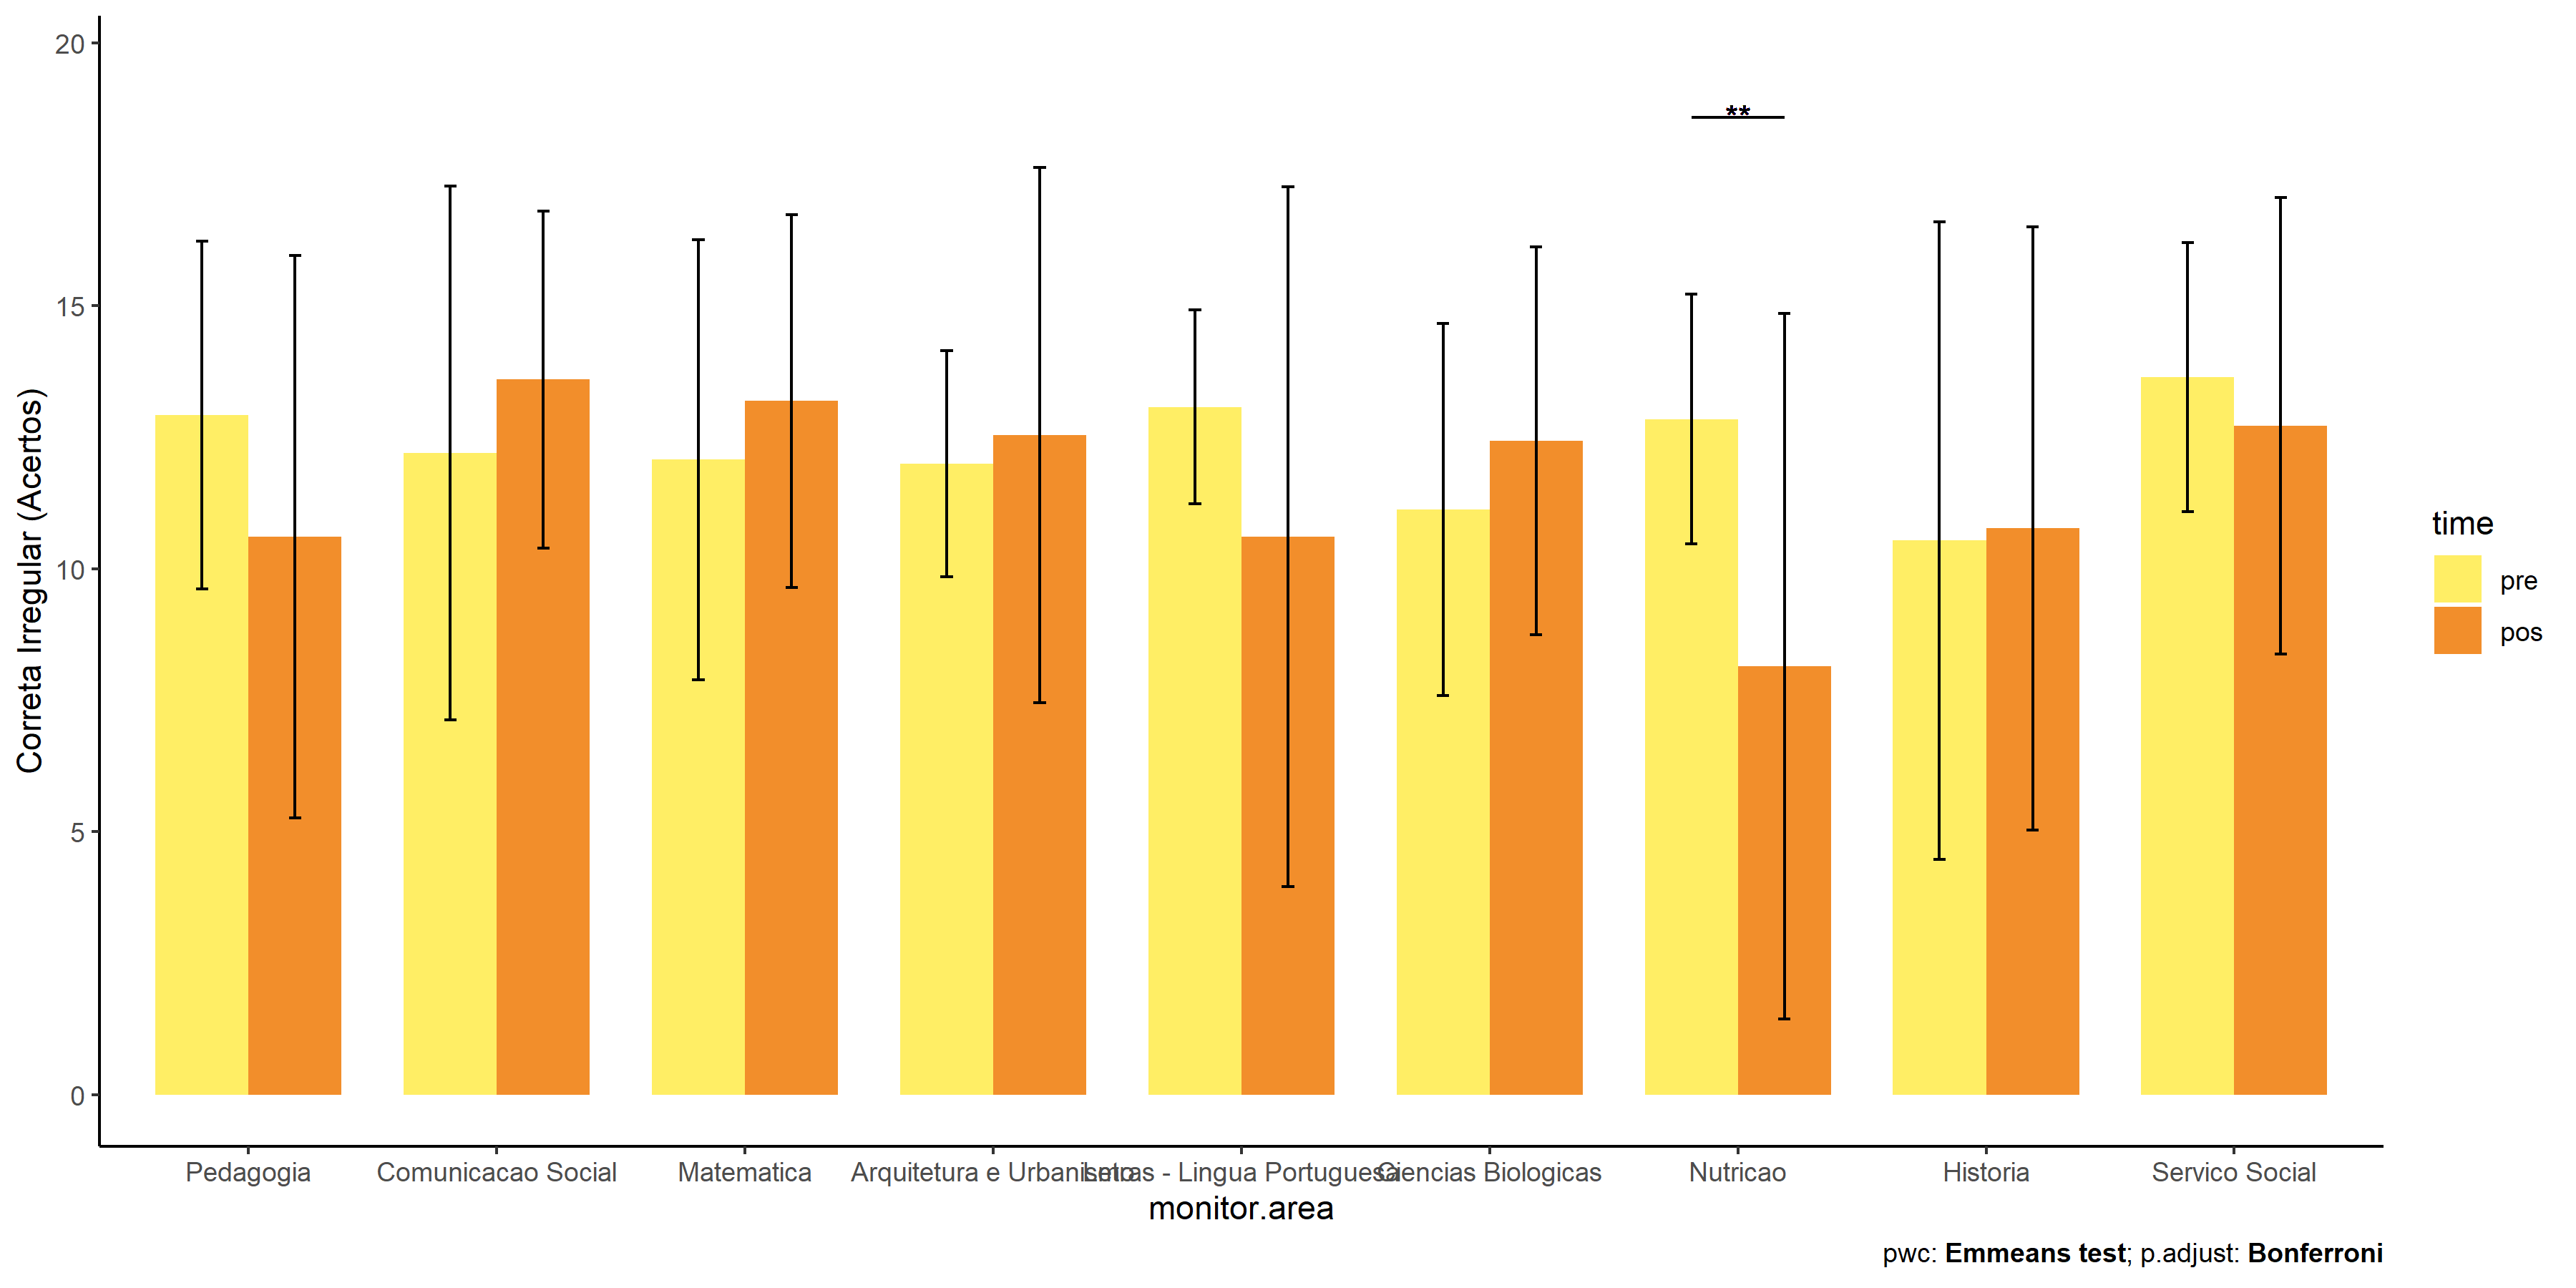 20
15
10
5
0
Correta Irregular (Acertos)
**
time
pre
pos
Pedagogia
Comunicacao Social
Matematica
Arquitetura e Urbanismo
Letras - Lingua Portuguesa
Ciencias Biologicas
Nutricao
Historia
Servico Social
monitor.area
pwc: Emmeans test; p.adjust: Bonferroni